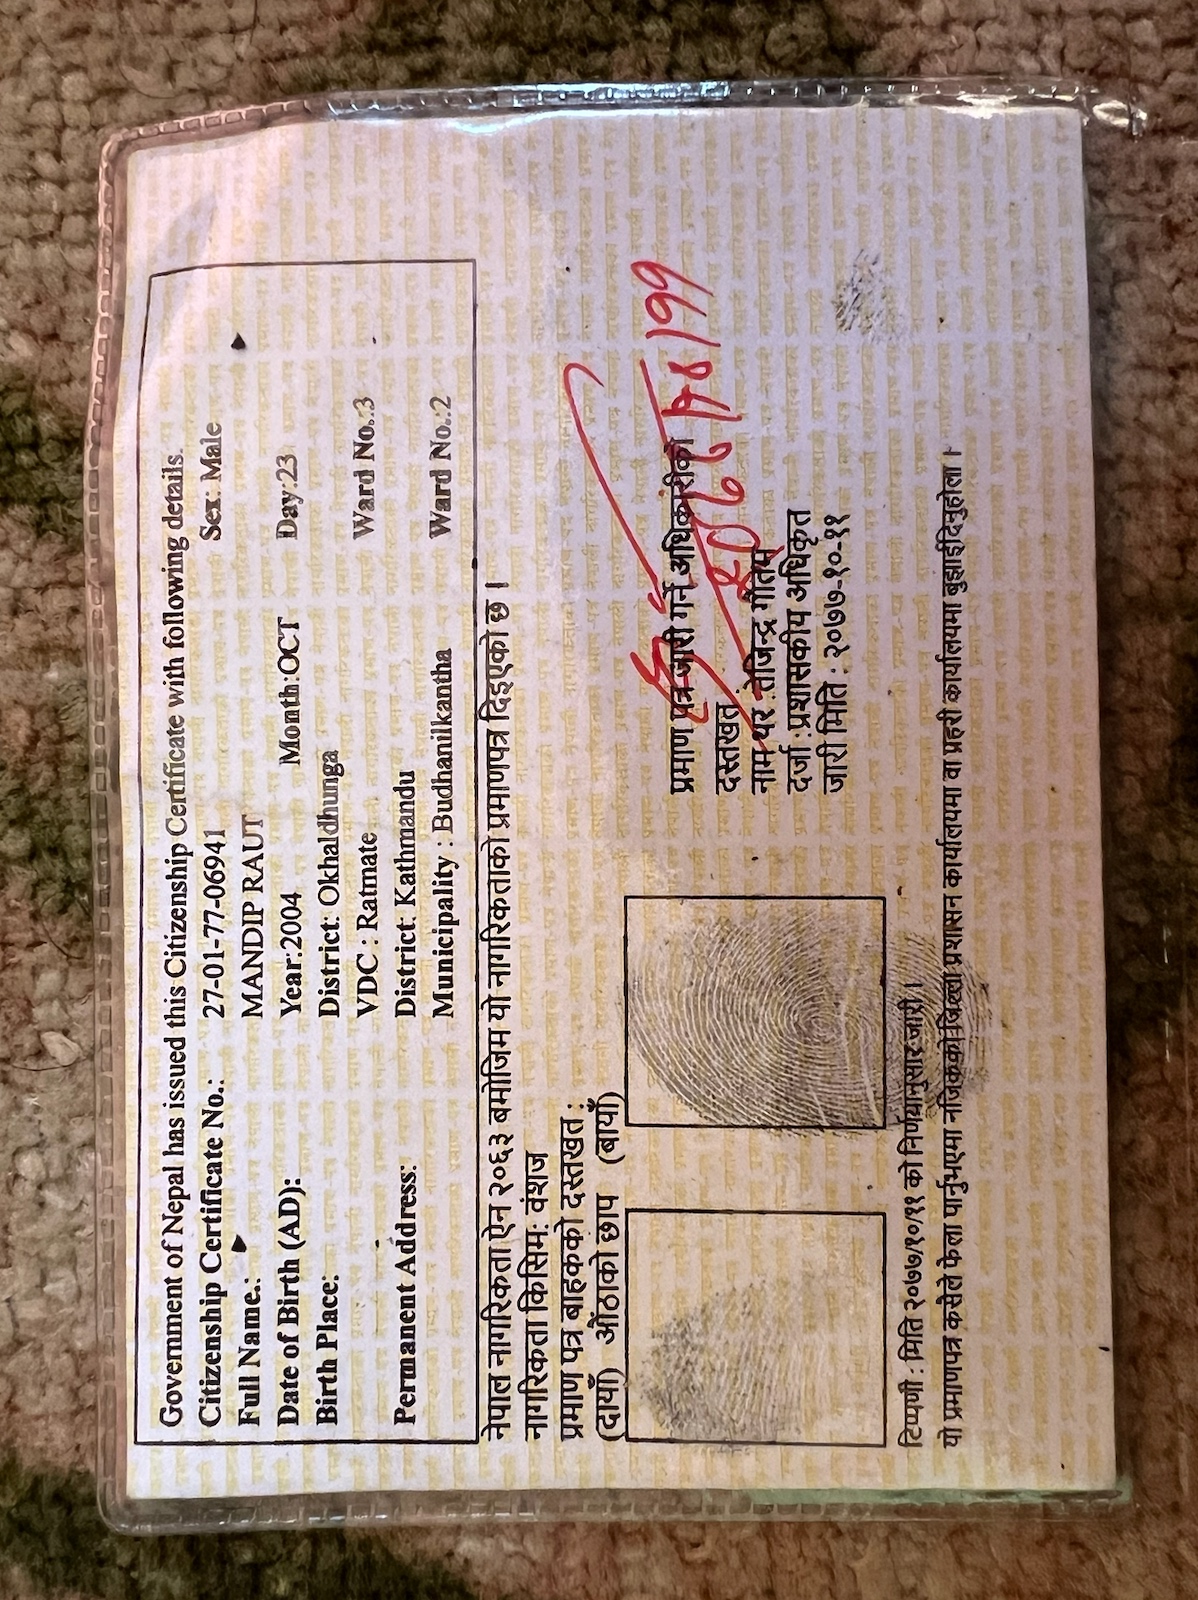 Government of Nepal has issued this Citizenship Certificate with following details.
Citizenship Certificate No.: 27-01-77-06941 Sex: Male
Full Name.: MANDIP RAUT
Date of Birth (AD): Year:2004 Month:OCT Day:23
Birth Place: District: Okhaldhunga
VDC : Ratmate Ward No.:3
Permanent Address: District: Kathmandu
Municipality : Budhanilkantha Ward No.:2
नेपाल नागरिकता ऐन २०६३ बमोजिम यो नागरिकताको प्रमाणपत्र दिइएको छ ।
नागरिकता किसिम: वंशज
प्रमाण पत्र बाहकको दस्तखत :
(दायाँ) औंठाको छाप (बायाँ)
प्रमाण पत्र जारी गर्ने अधिकारीको
दस्तखत
नाम थर :तेजिन्द्र गौतम
दर्जा :प्रशासकीय अधिकृत
जारी मिति : २०७७-१०-११
टिप्पणी : मिति २०७७/१०/११ को निर्णयानुसार जारी ।
यो प्रमाणपत्र कसैले फेला पार्नुभएमा नजिकको जिल्ला प्रशासन कार्यालयमा वा प्रहरी कार्यालयमा बुझाईदिनुहोला ।